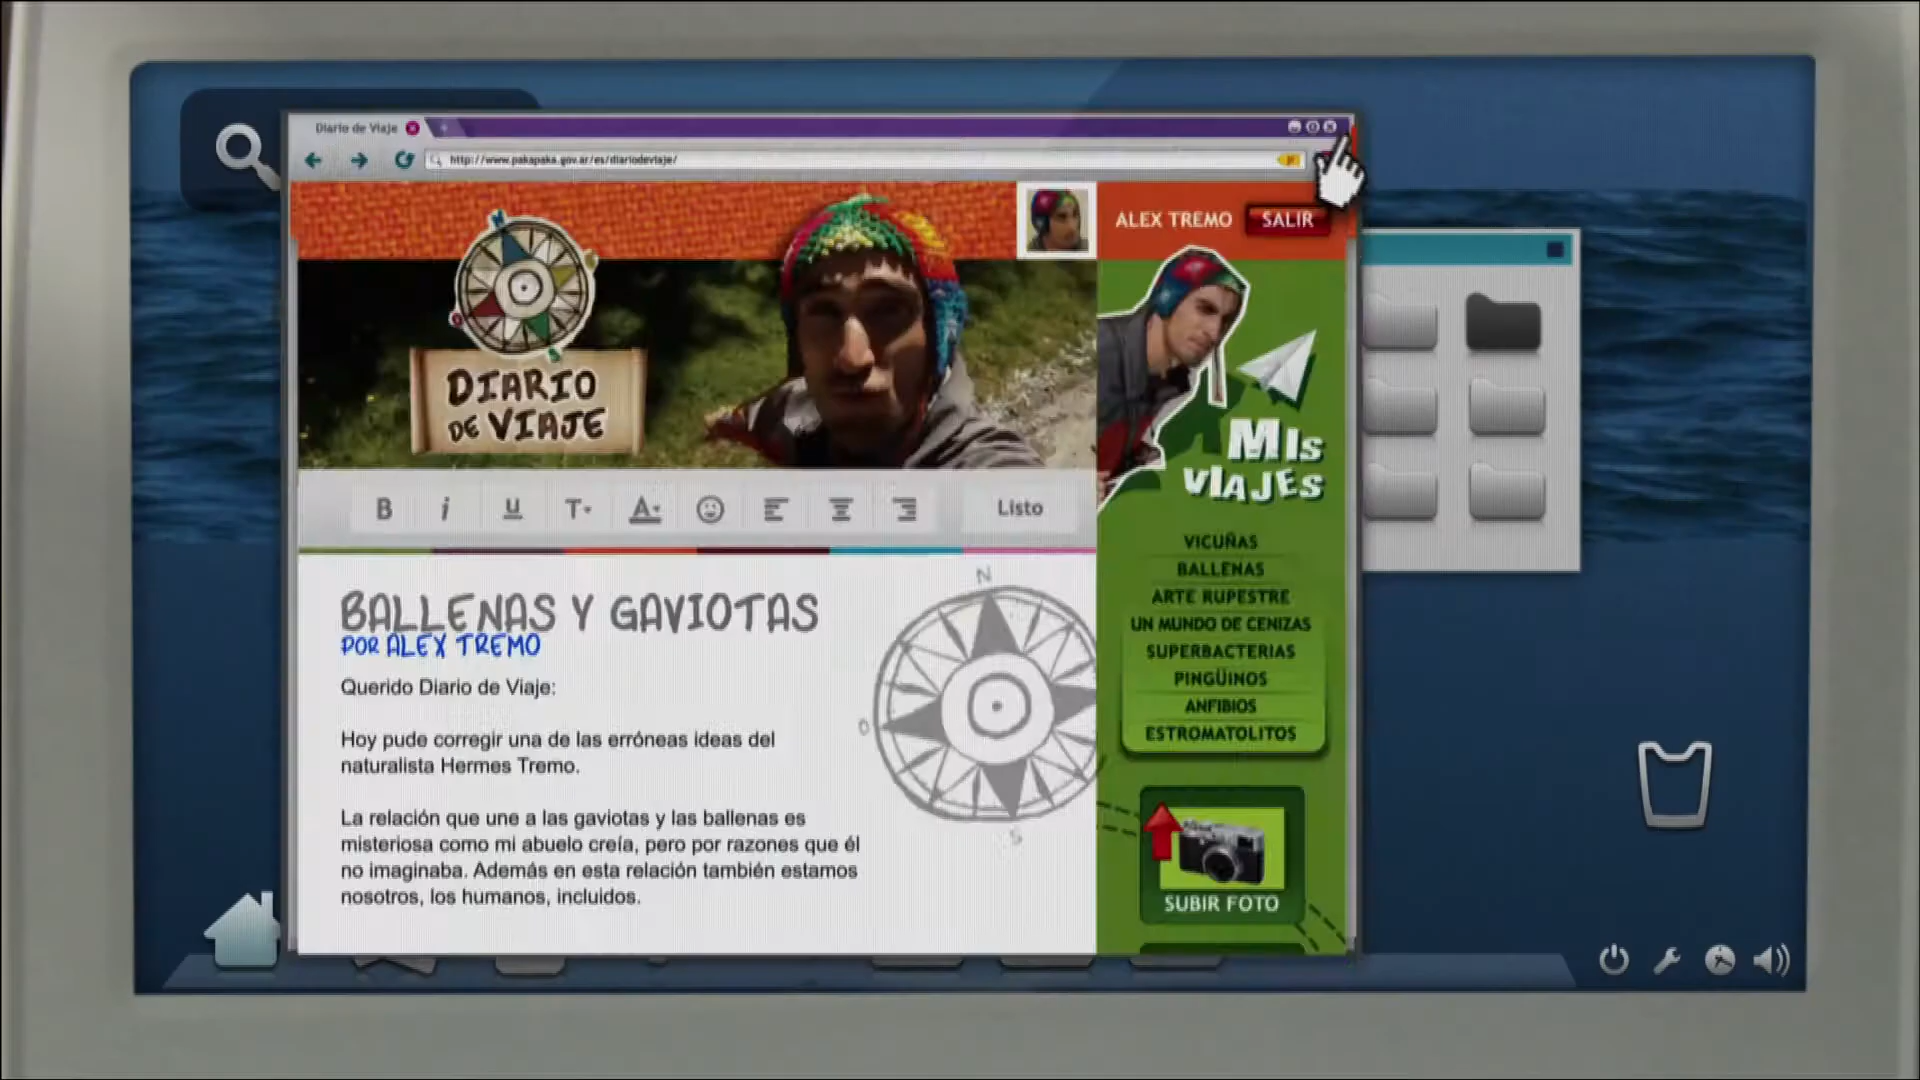 Diario de Viaje
http://www.pakapaka.gov.ar/es/diariodeviaje/
ALEX TREMO
SALIR
DIARIO
DE VIAJE
MIS
VIAJES
B i U T A
Listo
VICUÑAS
BALLENAS
ARTE RUPESTRE
UN MUNDO DE CENIZAS
SUPERBACTERIAS
PINGÜINOS
ANFIBIOS
ESTROMATOLITOS
SUBIR FOTO
BALLENAS Y GAVIOTAS
POR ALEX TREMO
Querido Diario de Viaje:
Hoy pude corregir una de las erróneas ideas del
naturalista Hermes Tremo.
La relación que une a las gaviotas y las ballenas es
misteriosa como mi abuelo creía, pero por razones que él
no imaginaba. Además en esta relación también estamos
nosotros, los humanos, incluidos.
N
O
S